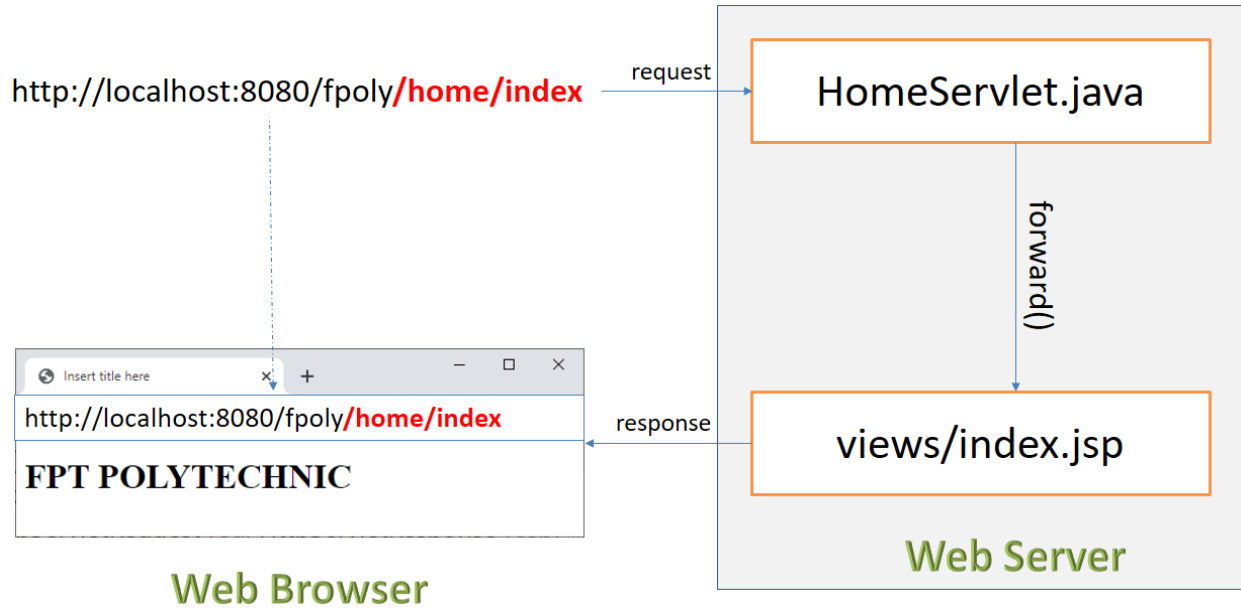 http://localhost:8080/fpoly/home/index
request
HomeServlet.java
forward()
Insert title here
http://localhost:8080/fpoly/home/index
FPT POLYTECHNIC
response
views/index.jsp
Web Browser
Web Server